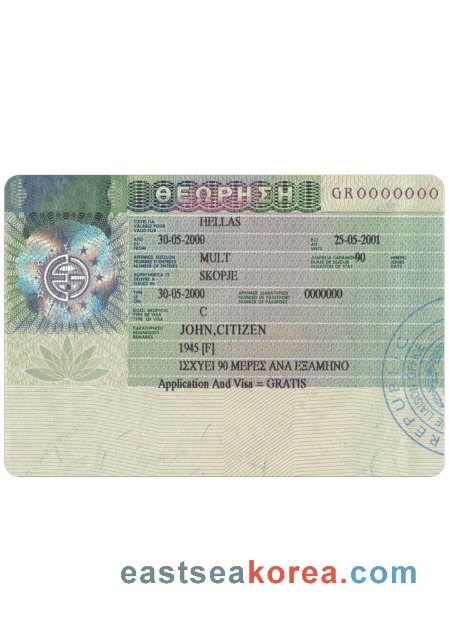 ΘΕΩΡΗΣΗ GR0000000
ΙΣΧΥΕΙ ΓΙΑ
VALABLE POUR
VALID FOR
HELLAS
ΑΠΟ
DU
FROM
30-05-2000
ΕΩΣ
AU
UNTIL
25-05-2001
ΑΡΙΘΜΟΣ ΕΙΣΟΔΩΝ
NOMBRE D'ENTREES
NUMBER OF ENTRIES
MULT
ΔΙΑΡΚΕΙΑ ΠΑΡΑΜΟΝΗΣ
DUREE DE SEJOUR
DURATION OF STAY
90
ΗΜΕΡΕΣ
JOURS
DAYS
ΧΟΡΗΓΗΘΗΚΕ ΣΕ
DELIVRE A
ISSUED IN
SKOPJE
ΤΗΝ
LE
ON
30-05-2000
ΑΡΙΘΜΟΣ ΔΙΑΒΑΤΗΡΙΟΥ
NUMERO DU PASSEPORT
NUMBER OF PASSPORT
0000000
ΕΙΔΟΣ ΘΕΩΡΗΣΗΣ
TYPE DE VISA
TYPE OF VISA
C
ΠΑΡΑΤΗΡΗΣΕΙΣ
REMARQUES
REMARKS
JOHN,CITIZEN
1945 [F]
ΙΣΧΥΕΙ 90 ΜΕΡΕΣ ΑΝΑ ΕΞΑΜΗΝΟ
Application And Visa = GRATIS
REPUBLIC
LIAISON OFFICE
eastseakorea.com